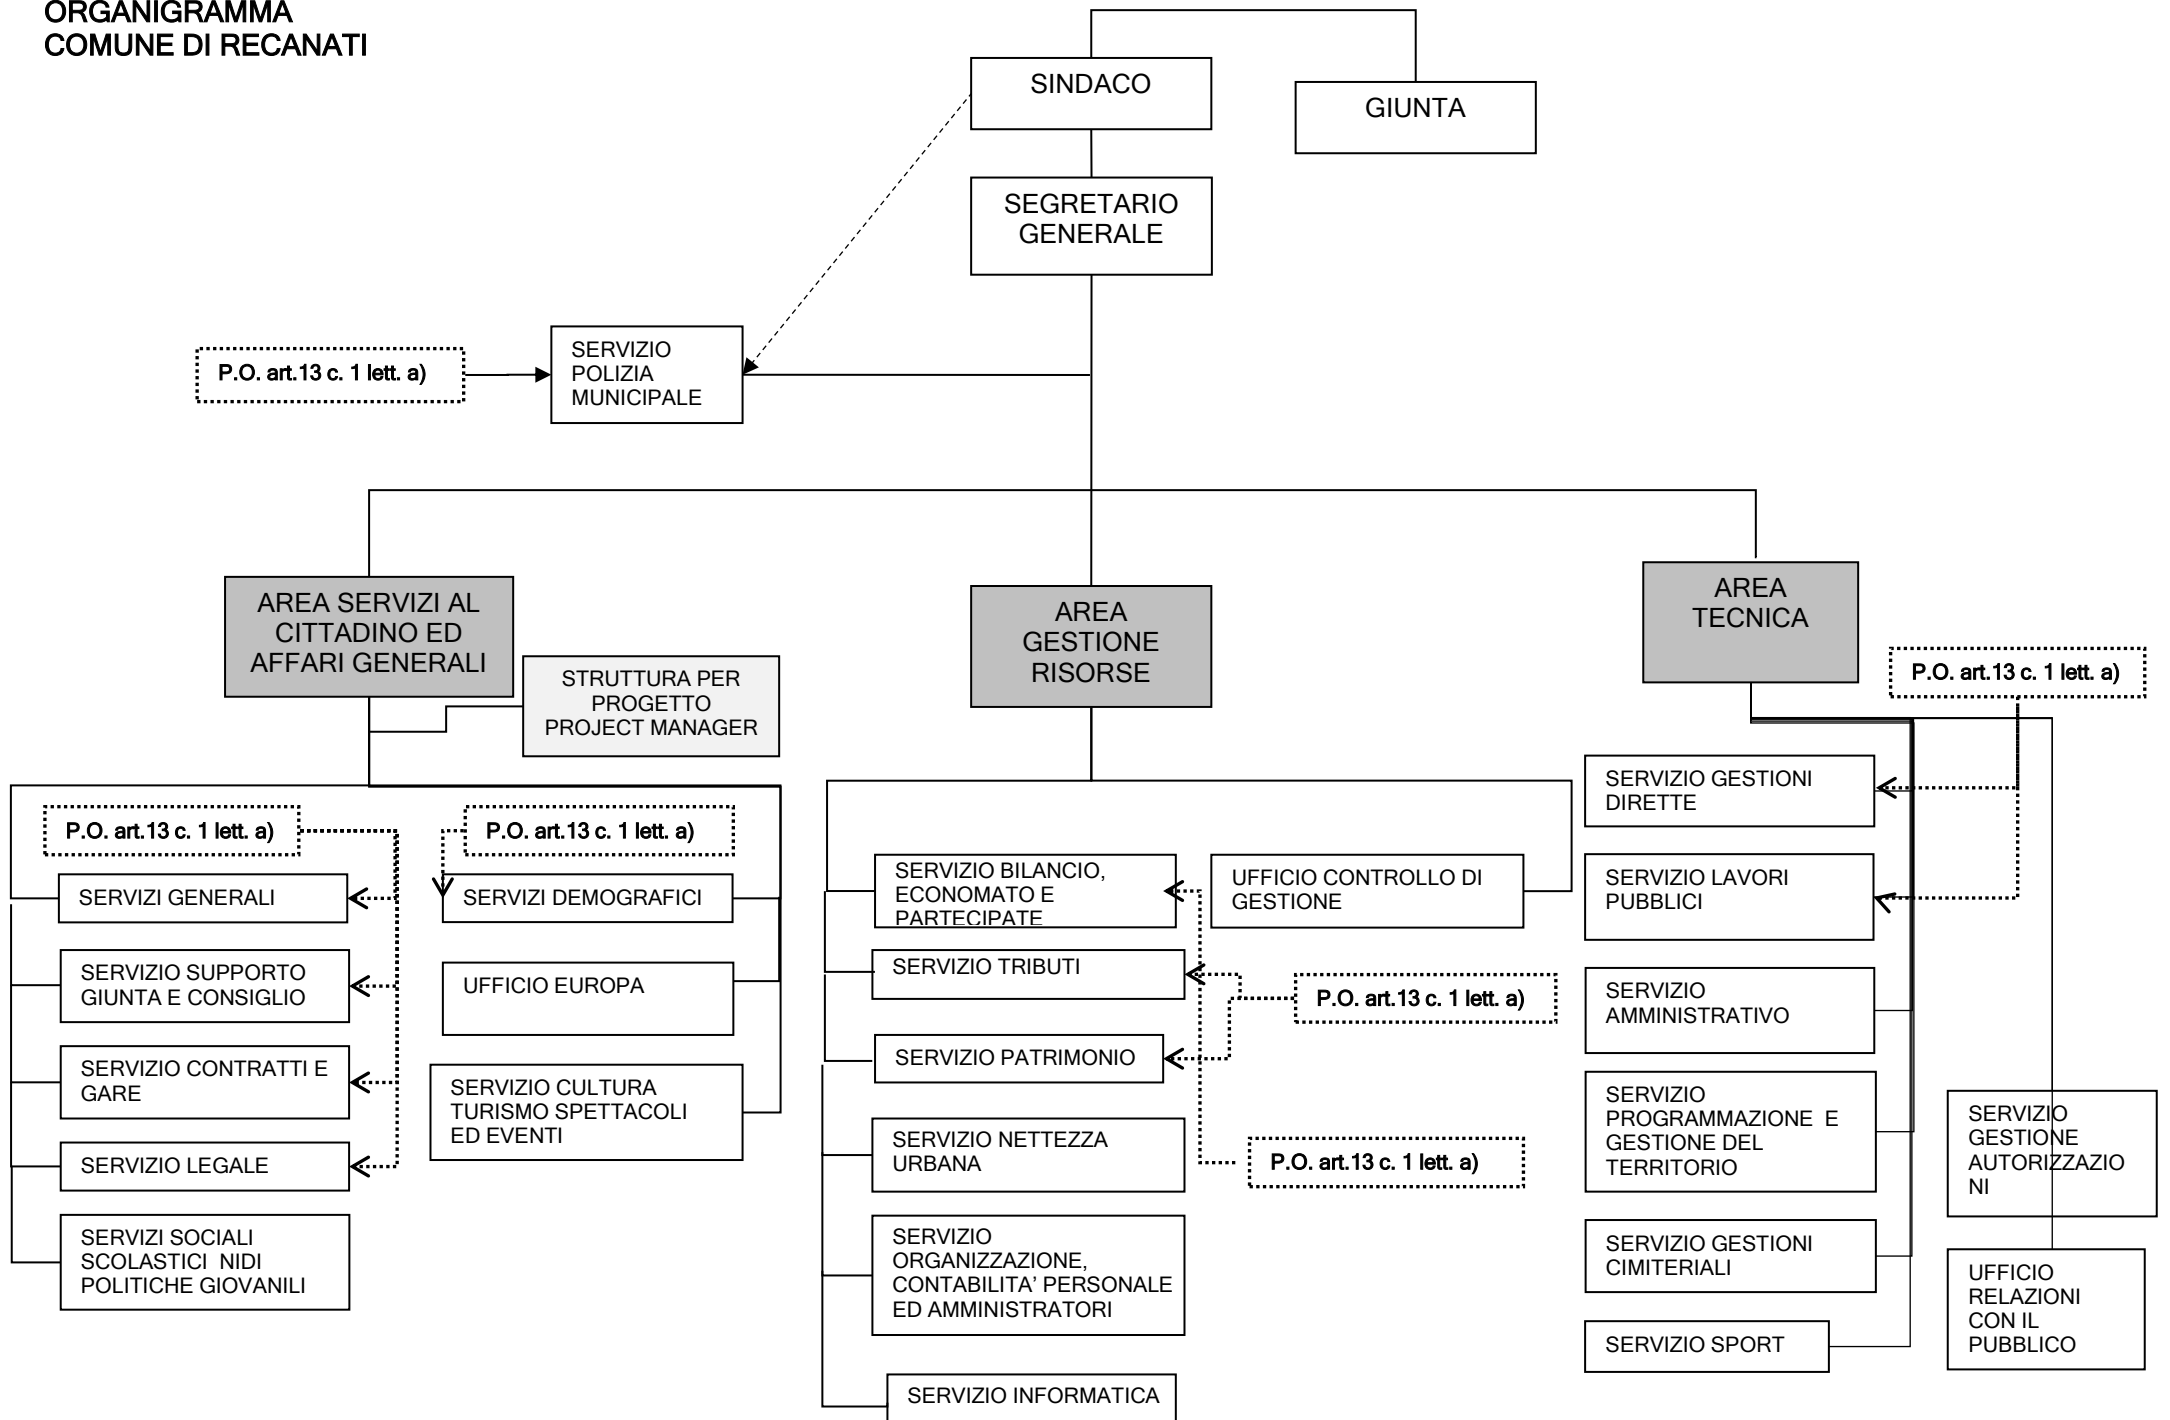 ORGANIGRAMMA
COMUNE DI RECANATI
SINDACO
GIUNTA
SEGRETARIO
GENERALE
P.O. art.13 c. 1 lett. a)
SERVIZIO
POLIZIA
MUNICIPALE
AREA SERVIZI AL
CITTADINO ED
AFFARI GENERALI
STRUTTURA PER
PROGETTO
PROJECT MANAGER
AREA
GESTIONE
RISORSE
AREA
TECNICA
P.O. art.13 c. 1 lett. a)
P.O. art.13 c. 1 lett. a)
SERVIZI GENERALI
SERVIZIO SUPPORTO
GIUNTA E CONSIGLIO
SERVIZIO CONTRATTI E
GARE
SERVIZIO LEGALE
SERVIZI SOCIALI
SCOLASTICI  NIDI
POLITICHE GIOVANILI
P.O. art.13 c. 1 lett. a)
SERVIZI DEMOGRAFICI
UFFICIO EUROPA
SERVIZIO CULTURA
TURISMO SPETTACOLI
ED EVENTI
SERVIZIO BILANCIO,
ECONOMATO E
PARTECIPATE
SERVIZIO TRIBUTI
SERVIZIO PATRIMONIO
SERVIZIO NETTEZZA
URBANA
SERVIZIO
ORGANIZZAZIONE,
CONTABILITA' PERSONALE
ED AMMINISTRATORI
SERVIZIO INFORMATICA
UFFICIO CONTROLLO DI
GESTIONE
P.O. art.13 c. 1 lett. a)
P.O. art.13 c. 1 lett. a)
SERVIZIO GESTIONI
DIRETTE
SERVIZIO LAVORI
PUBBLICI
SERVIZIO
AMMINISTRATIVO
SERVIZIO
PROGRAMMAZIONE  E
GESTIONE DEL
TERRITORIO
SERVIZIO GESTIONI
CIMITERIALI
SERVIZIO SPORT
SERVIZIO
GESTIONE
AUTORIZZAZIO
NI
UFFICIO
RELAZIONI
CON IL
PUBBLICO